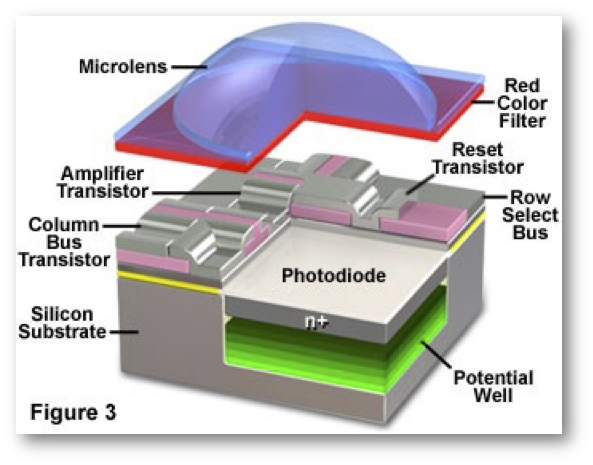 Microlens
Red
Color
Filter
Reset
Transistor
Amplifier
Transistor
Row
Select
Bus
Column
Bus
Transistor
Photodiode
Silicon
Substrate
n+
Potential
Well
Figure 3